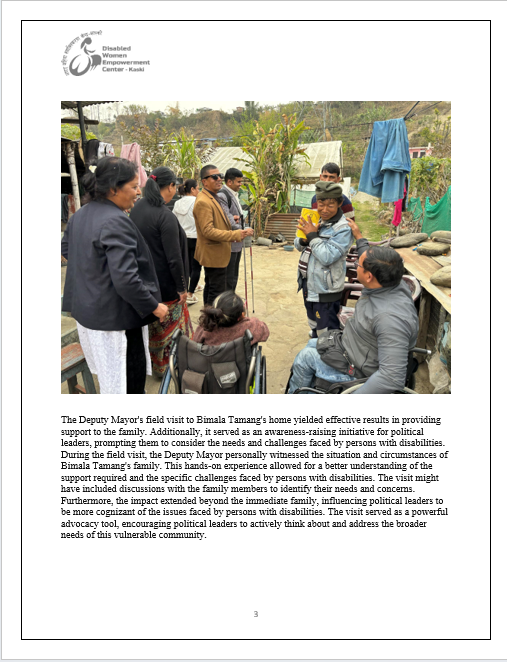 Disabled
Women
Empowerment
Center - Kaski
The Deputy Mayor's field visit to Bimala Tamang's home yielded effective results in providing
support to the family. Additionally, it served as an awareness-raising initiative for political
leaders, prompting them to consider the needs and challenges faced by persons with disabilities.
During the field visit, the Deputy Mayor personally witnessed the situation and circumstances of
Bimala Tamang's family. This hands-on experience allowed for a better understanding of the
support required and the specific challenges faced by persons with disabilities. The visit might
have included discussions with the family members to identify their needs and concerns.
Furthermore, the impact extended beyond the immediate family, influencing political leaders to
be more cognizant of the issues faced by persons with disabilities. The visit served as a powerful
advocacy tool, encouraging political leaders to actively think about and address the broader
needs of this vulnerable community.
3